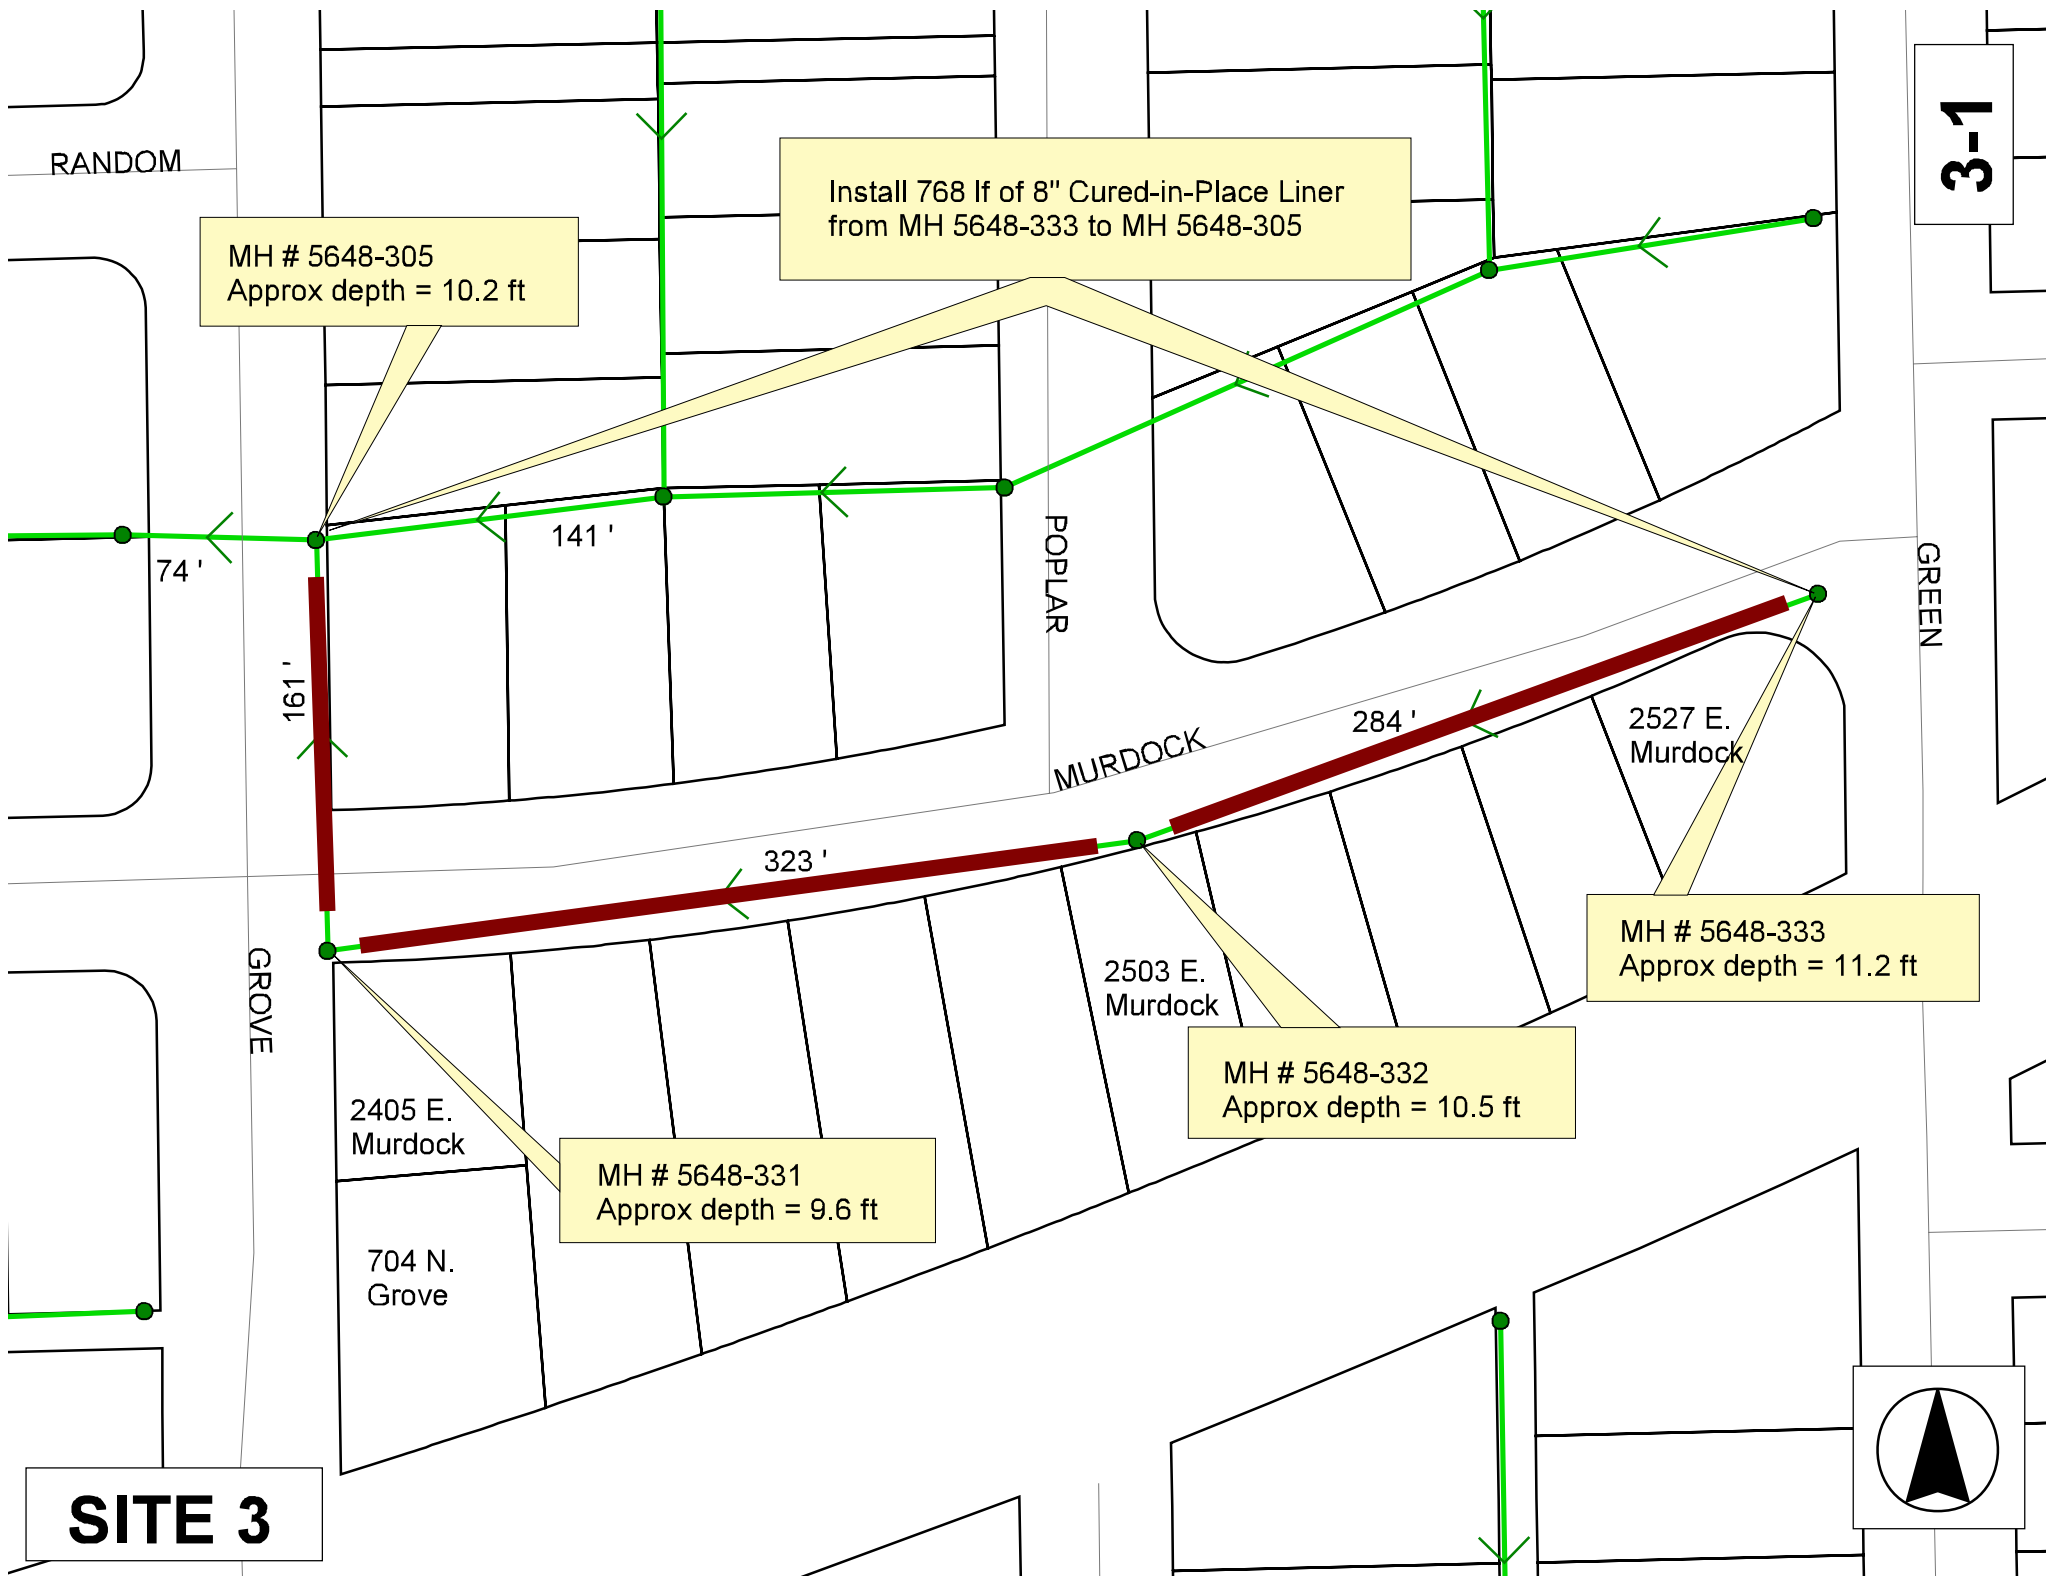 3-1
RANDOM
Install 768 lf of 8" Cured-in-Place Liner
from MH 5648-333 to MH 5648-305
MH # 5648-305
Approx depth = 10.2 ft
141 '
74 '
POPLAR
GREEN
161 '
284 '
2527 E.
Murdock
MURDOCK
323 '
MH # 5648-333
Approx depth = 11.2 ft
GROVE
2503 E.
Murdock
MH # 5648-332
Approx depth = 10.5 ft
2405 E.
Murdock
MH # 5648-331
Approx depth = 9.6 ft
704 N.
Grove
SITE 3